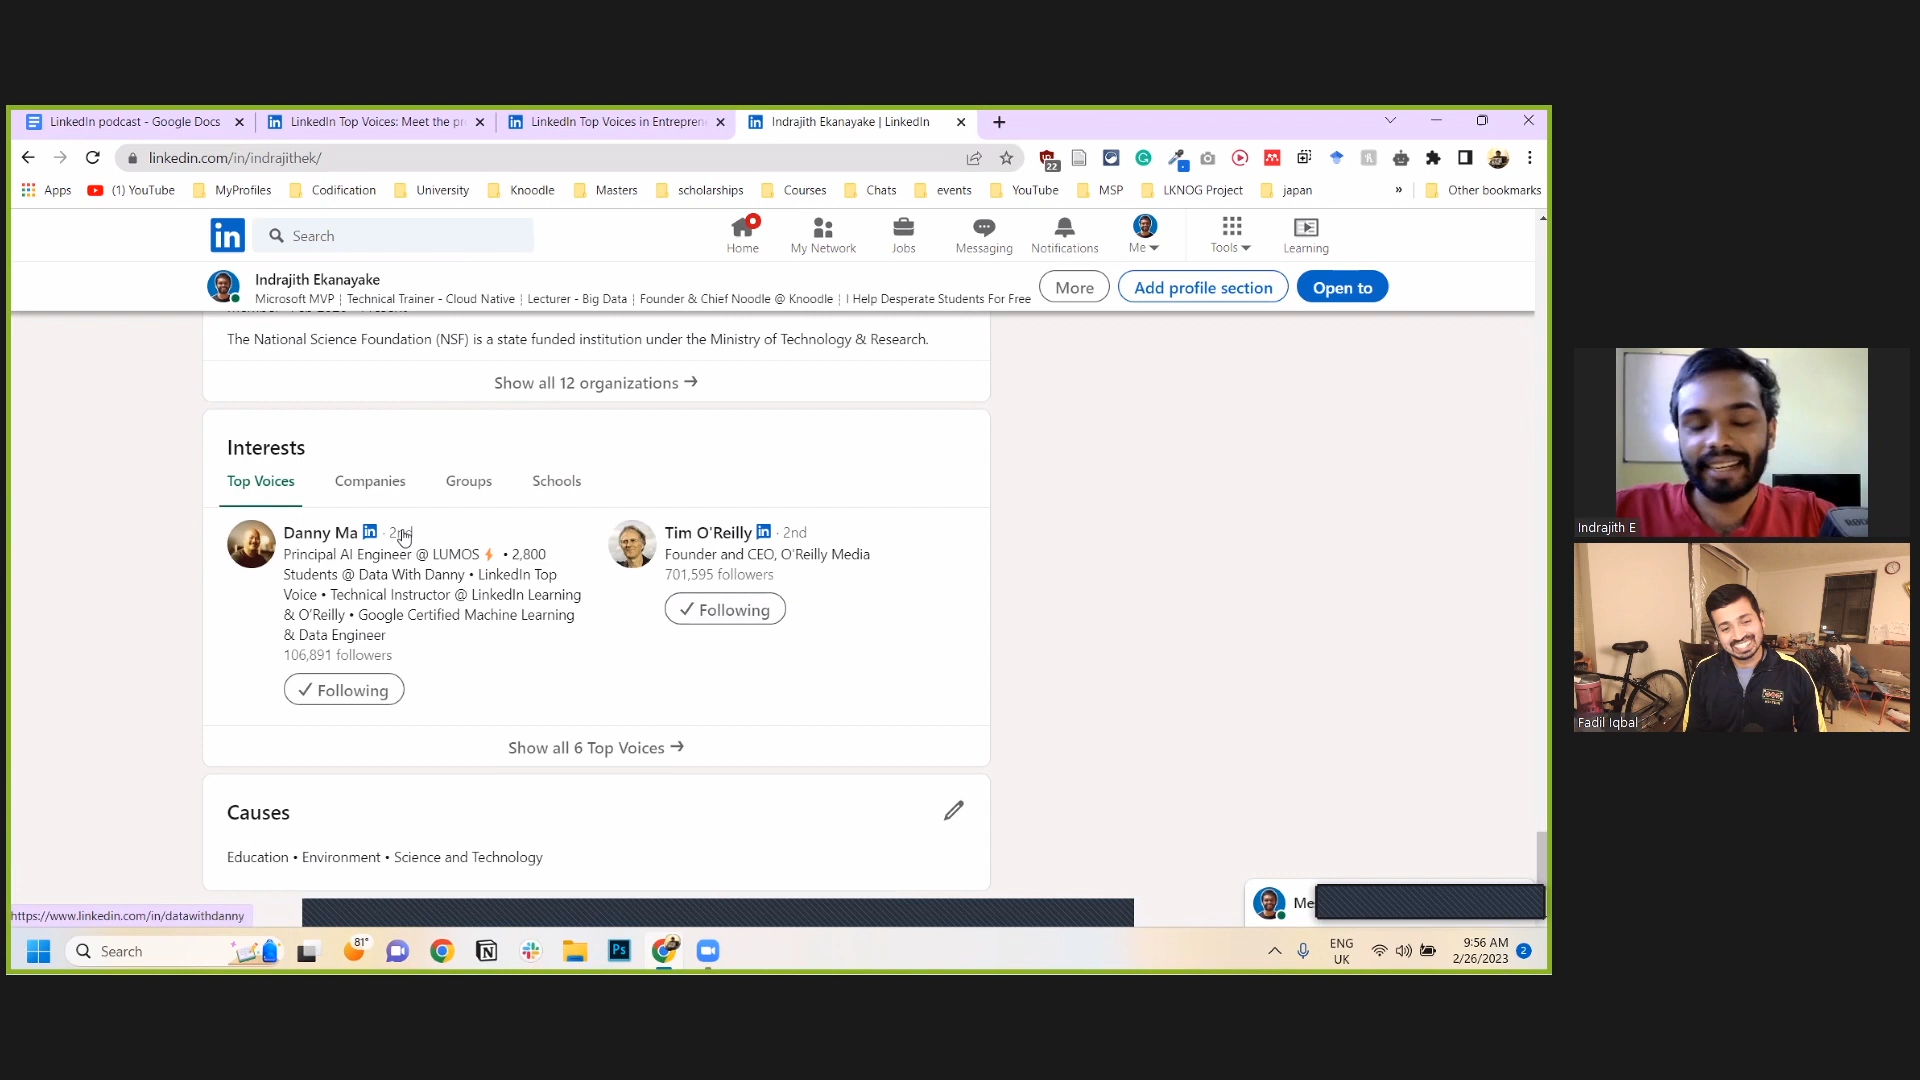 LinkedIn podcast - Google Docs
LinkedIn Top Voices: Meet the pr
LinkedIn Top Voices in Entrepren
Indrajith Ekanayake | LinkedIn
linkedin.com/in/indrajithek/
22
Apps
(1) YouTube
MyProfiles
Codification
University
Knoodle
Masters
scholarships
Courses
Chats
events
YouTube
MSP
LKNOG Project
japan
»
Other bookmarks
in
Search
Home
My Network
Jobs
Messaging
Notifications
Me
Tools
Learning
Indrajith Ekanayake
Microsoft MVP ¦ Technical Trainer - Cloud Native ¦ Lecturer - Big Data ¦ Founder & Chief Noodle @ Knoodle ¦ I Help Desperate Students For Free
More
Add profile section
Open to
The National Science Foundation (NSF) is a state funded institution under the Ministry of Technology & Research.
Show all 12 organizations →
Interests
Top Voices
Companies
Groups
Schools
Danny Ma in · 2nd
Principal AI Engineer @ LUMOS ⚡ • 2,800
Students @ Data With Danny • LinkedIn Top
Voice • Technical Instructor @ LinkedIn Learning
& O'Reilly • Google Certified Machine Learning
& Data Engineer
106,891 followers
✓ Following
Tim O'Reilly in · 2nd
Founder and CEO, O'Reilly Media
701,595 followers
✓ Following
Show all 6 Top Voices →
Causes
Education • Environment • Science and Technology
Me
https://www.linkedin.com/in/datawithdanny
Search
81°
Ps
ENG
UK
9:56 AM
2/26/2023
2
Indrajith E
Fadil Iqbal